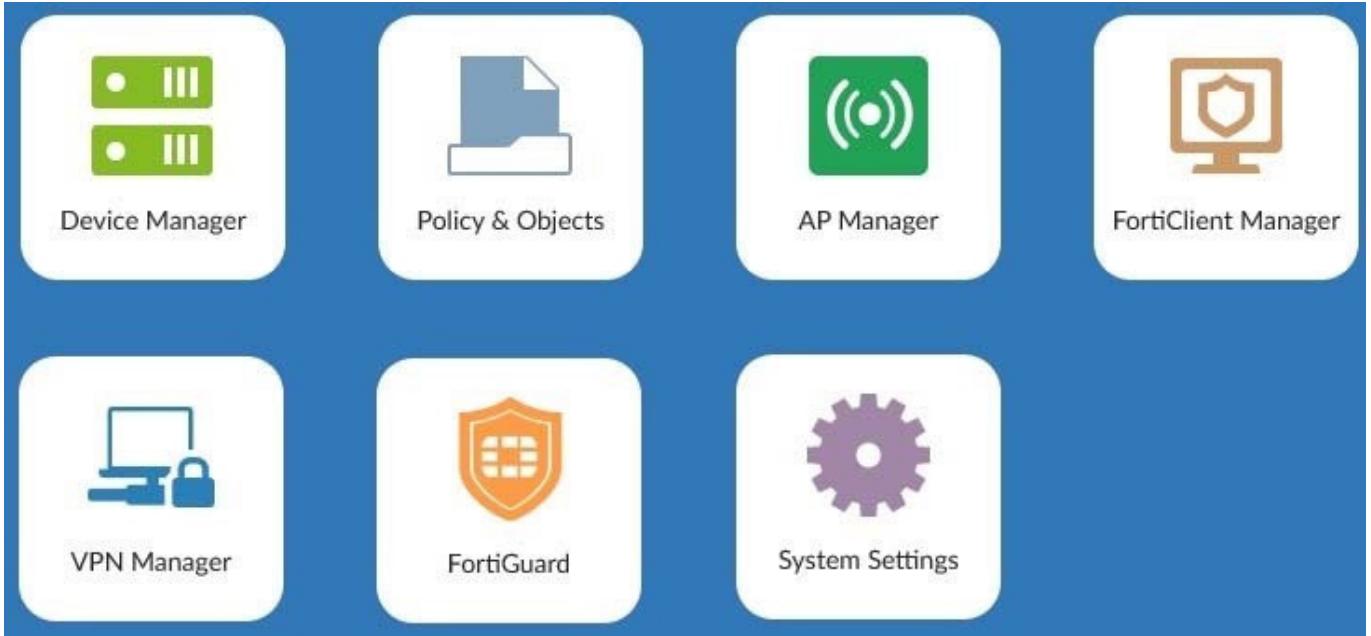 Device Manager
Policy & Objects
AP Manager
FortiClient Manager
VPN Manager
FortiGuard
System Settings